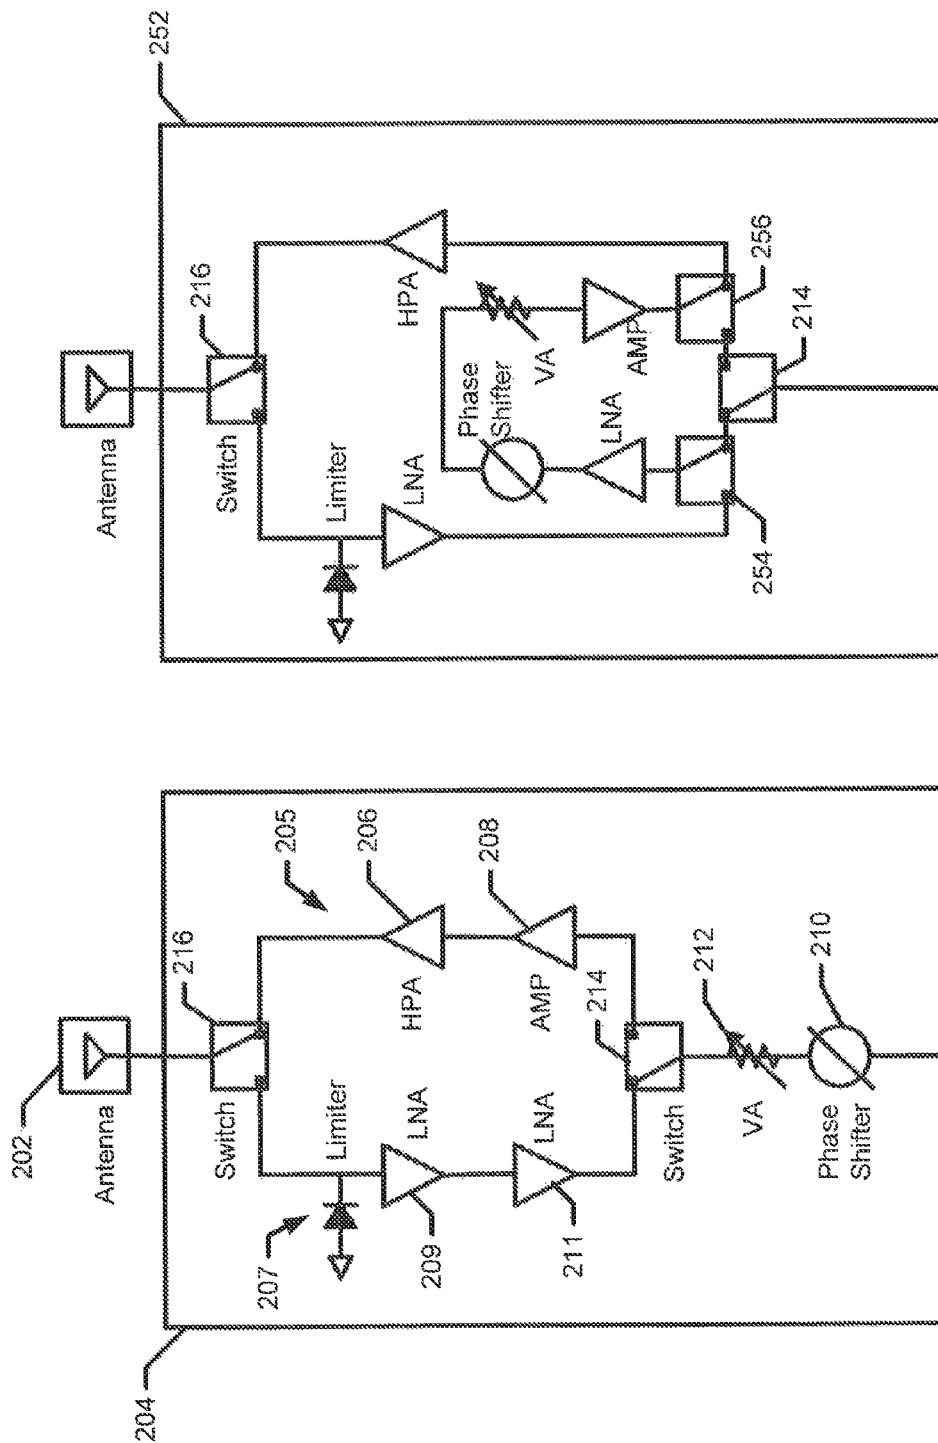 252
216
Antenna
Switch
Limiter
LNA
HPA
Phase
Shifter
VA
LNA
AMP
256
214
254
202
204
Antenna
216
Switch
205
206
207
Limiter
LNA
HPA
209
208
LNA
AMP
211
214
Switch
212
VA
210
Phase
Shifter